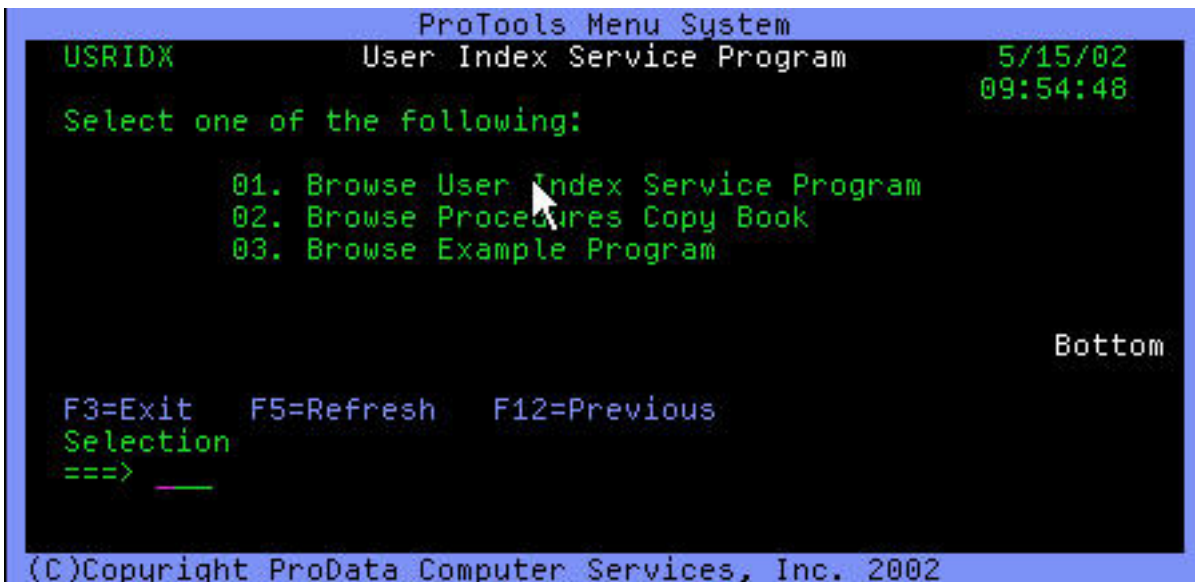 ProTools Menu System
USRIDX User Index Service Program 5/15/02
09:54:48
Select one of the following:
01. Browse User Index Service Program
02. Browse Procedures Copy Book
03. Browse Example Program
Bottom
F3=Exit F5=Refresh F12=Previous
Selection
===> ___
(C)Copyright ProData Computer Services, Inc. 2002